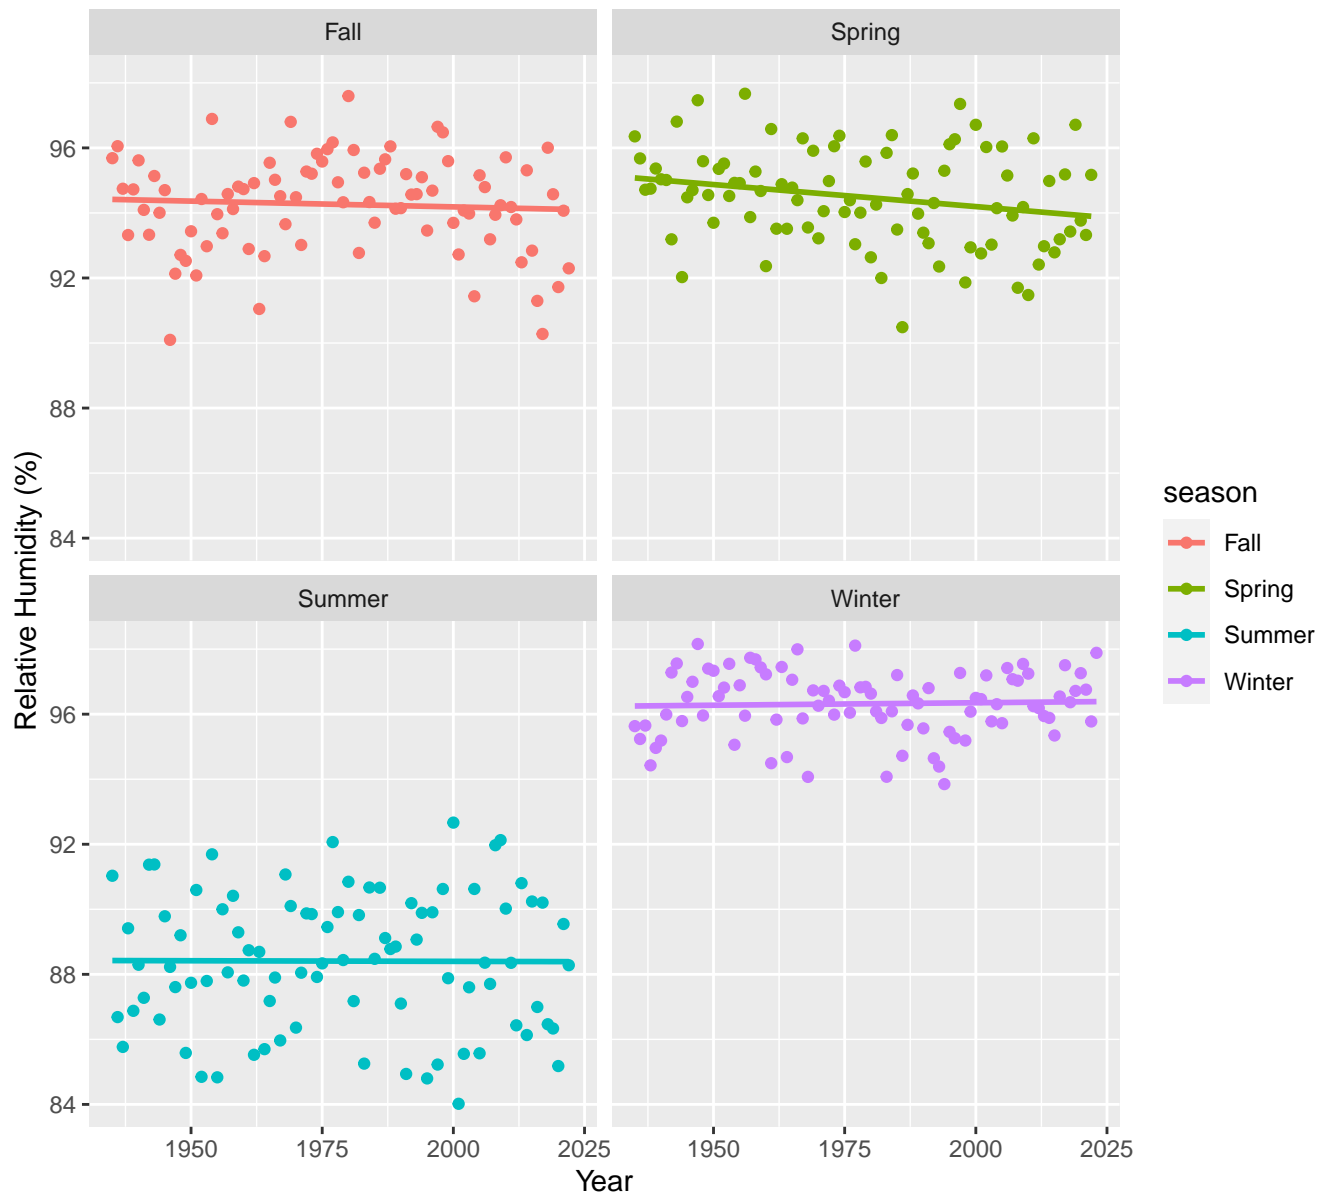 Fall
Spring
96
92
88
84
Relative Humidity (%)
Summer
Winter
96
92
88
84
1950
1975
2000
2025
1950
1975
2000
2025
Year
season
Fall
Spring
Summer
Winter